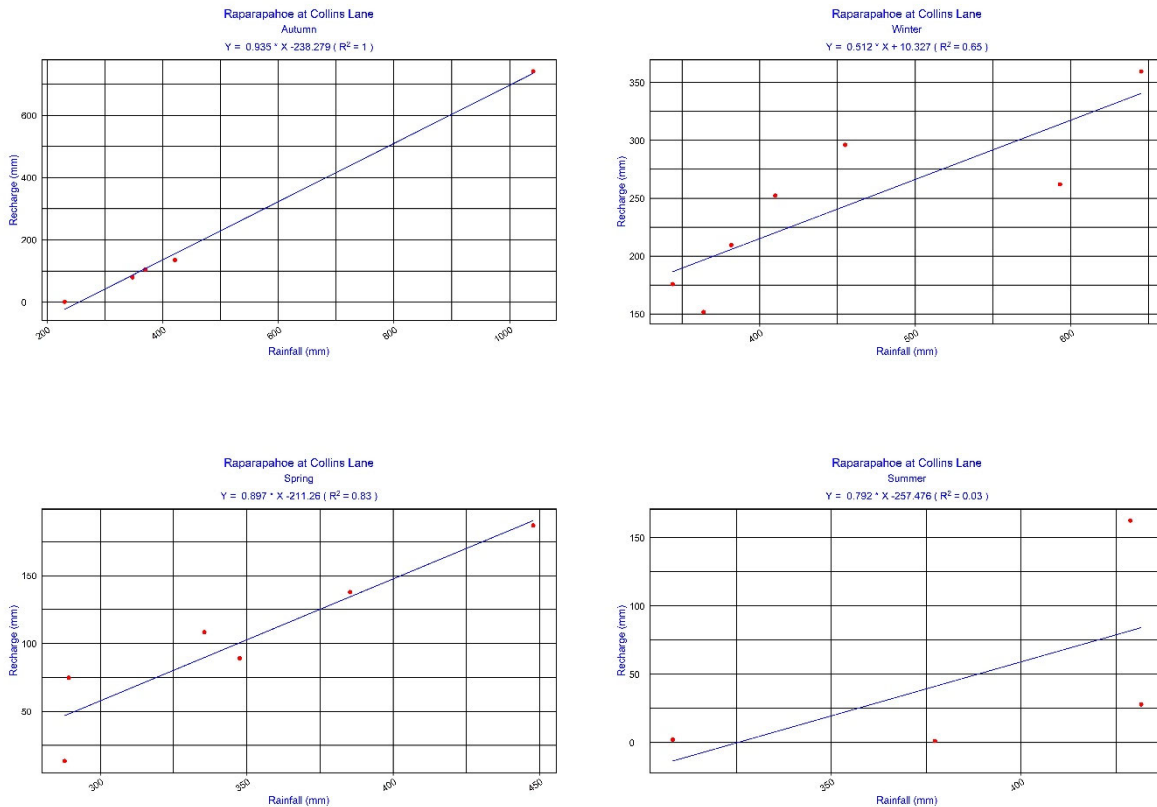 Raparapahoe at Collins Lane
Autumn
Y = 0.935 * X -238.279 ( R² = 1 )
Recharge (mm)
600
400
200
0
200
400
600
800
1000
Rainfall (mm)
Raparapahoe at Collins Lane
Winter
Y = 0.512 * X + 10.327 ( R² = 0.65 )
Recharge (mm)
350
300
250
200
150
400
500
600
Rainfall (mm)
Raparapahoe at Collins Lane
Spring
Y = 0.897 * X -211.26 ( R² = 0.83 )
Recharge (mm)
150
100
50
300
350
400
450
Rainfall (mm)
Raparapahoe at Collins Lane
Summer
Y = 0.792 * X -257.476 ( R² = 0.03 )
Recharge (mm)
150
100
50
0
350
400
Rainfall (mm)